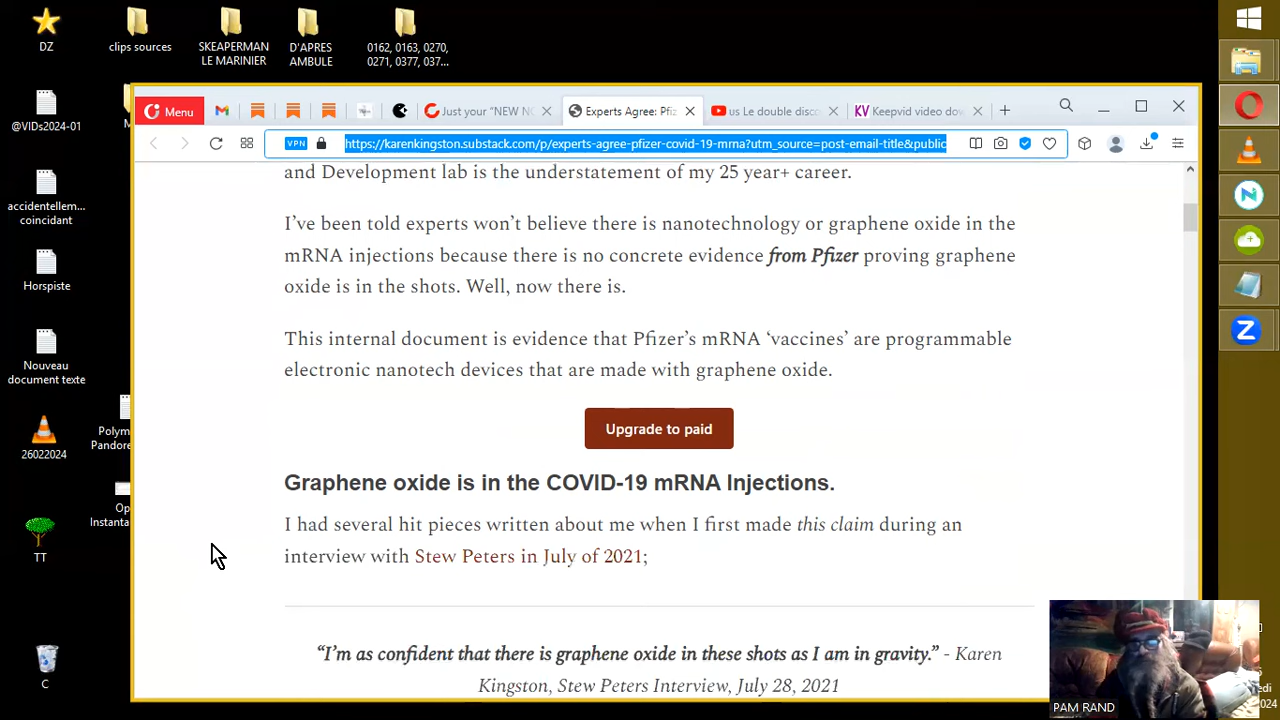 DZ
clips sources
SKEAPERMAN
LE MARINIER
D'APRES
AMBULE
0162, 0163, 0270,
0271, 0377, 037...
@VIDs2024-01
accidentellem...
coincidant
Horspiste
Nouveau
document texte
26022024
Polym
Pandore
Op
Instanta
TT
C
Menu
Just your "NEW NO
Experts Agree: Pfiz
us Le double disco
Keepvid video dow
VPN
https://karenkingston.substack.com/p/experts-agree-pfizer-covid-19-mrna?utm_source=post-email-title&public
and Development lab is the understatement of my 25 year+ career.
I've been told experts won't believe there is nanotechnology or graphene oxide in the
mRNA injections because there is no concrete evidence from Pfizer proving graphene
oxide is in the shots. Well, now there is.
This internal document is evidence that Pfizer's mRNA 'vaccines' are programmable
electronic nanotech devices that are made with graphene oxide.
Upgrade to paid
Graphene oxide is in the COVID-19 mRNA Injections.
I had several hit pieces written about me when I first made this claim during an
interview with Stew Peters in July of 2021;
“I'm as confident that there is graphene oxide in these shots as I am in gravity.” - Karen
Kingston, Stew Peters Interview, July 28, 2021
PAM RAND